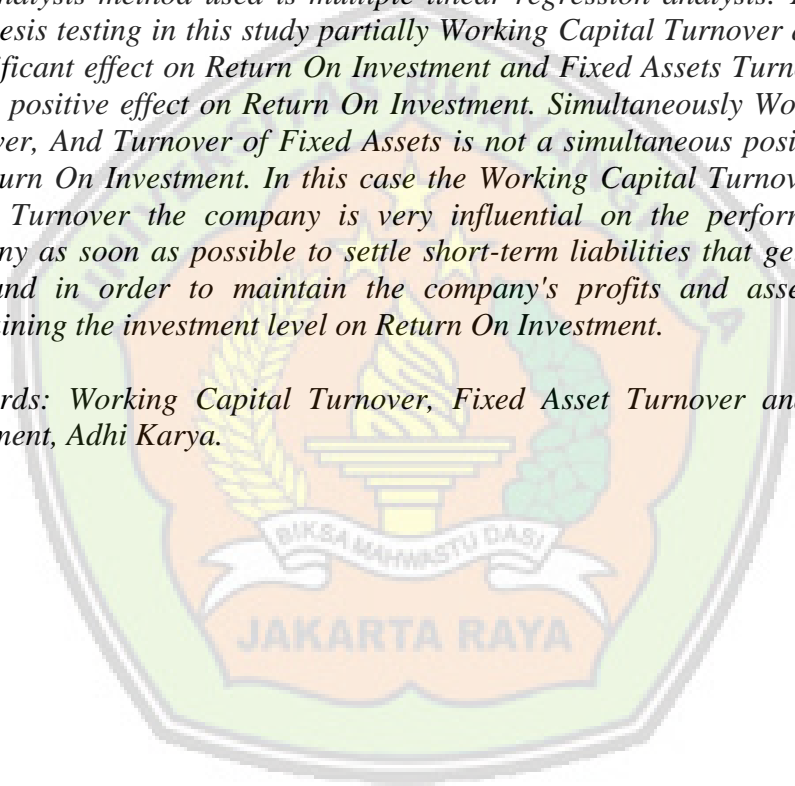 analysis method used is multiple linear regression analysis.
esis testing in this study partially Working Capital Turnover
ificant effect on Return On Investment and Fixed Assets Turn
positive effect on Return On Investment. Simultaneously Wo
ver, And Turnover of Fixed Assets is not a simultaneous posi
turn On Investment. In this case the Working Capital Turnov
Turnover the company is very influential on the perform
ny as soon as possible to settle short-term liabilities that ge
und in order to maintain the company's profits and asse
ining the investment level on Return On Investment.
rds: Working Capital Turnover, Fixed Asset Turnover an
ment, Adhi Karya.
UNIVERSITAS BHAYANGKARA
BIKSA MAHWASTU DASI
JAKARTA RAYA